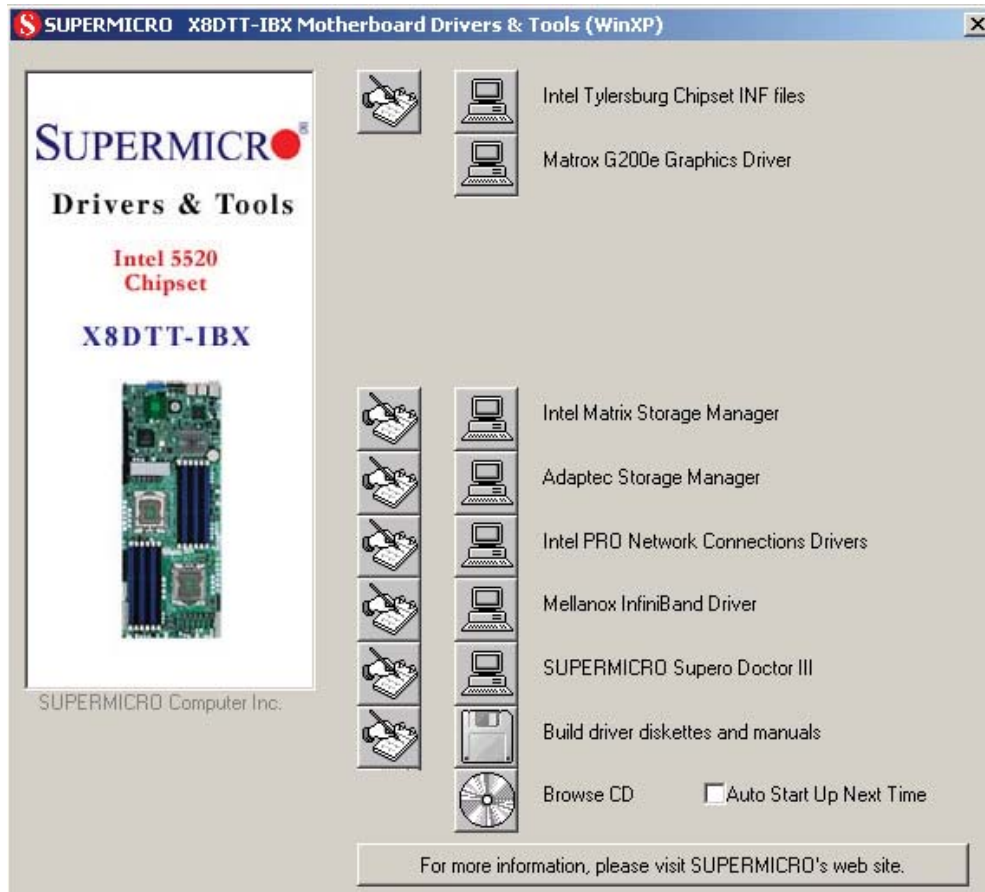 SUPERMICRO X8DTT-IBX Motherboard Drivers & Tools (WinXP)
SUPERMICRO®
Drivers & Tools
Intel 5520
Chipset
X8DTT-IBX
SUPERMICRO Computer Inc.
Intel Tylersburg Chipset INF files
Matrox G200e Graphics Driver
Intel Matrix Storage Manager
Adaptec Storage Manager
Intel PRO Network Connections Drivers
Mellanox InfiniBand Driver
SUPERMICRO Supero Doctor III
Build driver diskettes and manuals
Browse CD Auto Start Up Next Time
For more information, please visit SUPERMICRO's web site.